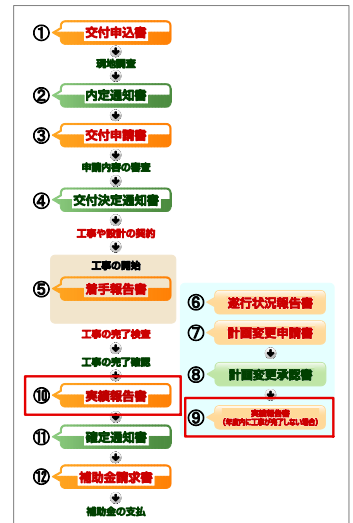 ① 交付申込書
現地調査
② 内定通知書
③ 交付申請書
申請内容の審査
④ 交付決定通知書
工事や設計の契約
工事の開始
⑤ 着手報告書
工事の完了検査
工事の完了確認
⑩ 実績報告書
⑪ 確定通知書
⑫ 補助金請求書
補助金の支払
⑥ 遂行状況報告書
⑦ 計画変更申請書
⑧ 計画変更承認書
⑨ 実績報告書
(年度内に工事が完了しない場合)